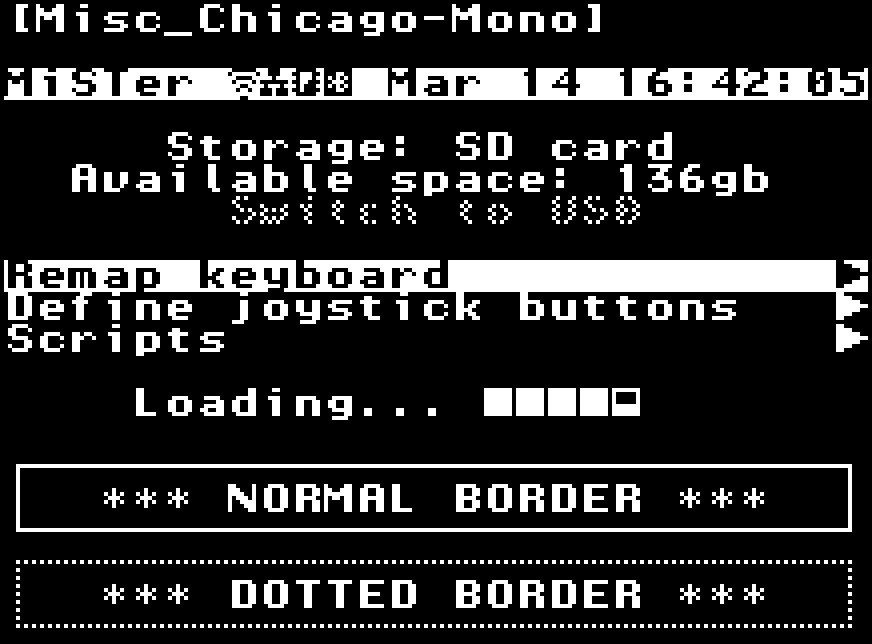 [Misc_Chicago-Mono]
MiSTer Mar 14 16:42:05
Storage: SD card
Available space: 136gb
Switch to USB
Remap keyboard
Define joystick buttons
Scripts
Loading...
*** NORMAL BORDER ***
*** DOTTED BORDER ***